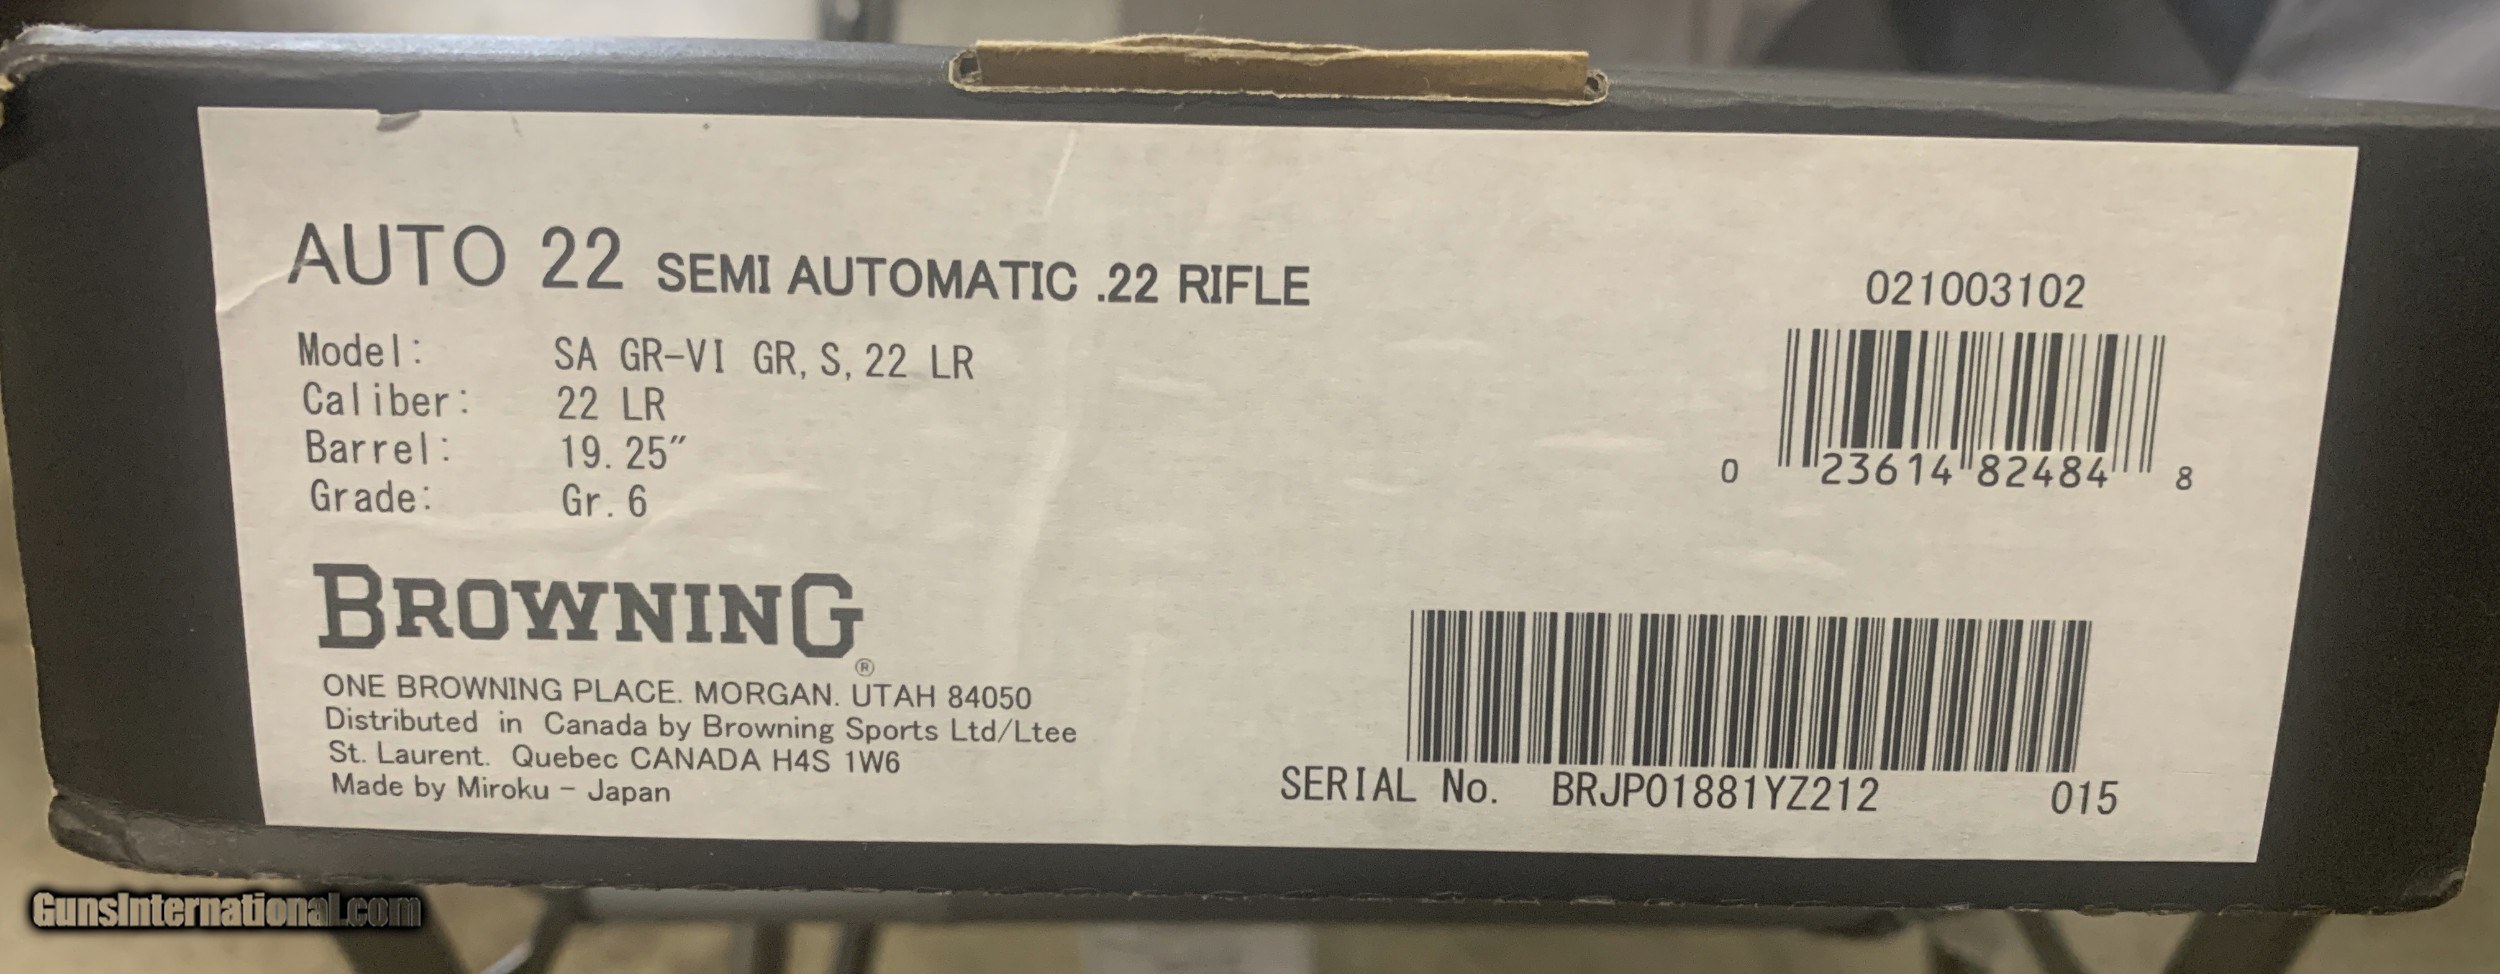 AUTO 22 SEMI AUTOMATIC .22 RIFLE
Model: SA GR-VI GR, S, 22 LR
Caliber: 22 LR
Barrel: 19.25"
Grade: Gr. 6
BROWNING®
ONE BROWNING PLACE. MORGAN. UTAH 84050
Distributed in Canada by Browning Sports Ltd/Ltee
St. Laurent. Quebec CANADA H4S 1W6
Made by Miroku - Japan
021003102
0 23614 82484 8
SERIAL No. BRJP01881YZ212 015
GunsInternational.com